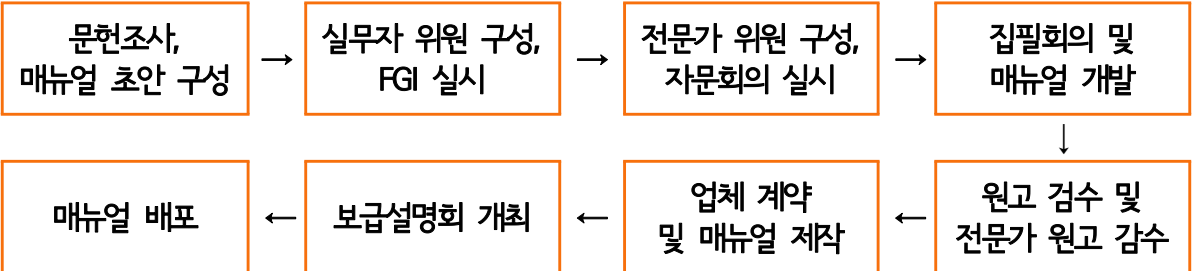 문헌조사,
매뉴얼 초안 구성
실무자 위원 구성,
FGI 실시
전문가 위원 구성,
자문회의 실시
집필회의 및
매뉴얼 개발
원고 검수 및
전문가 원고 감수
업체 계약
및 매뉴얼 제작
보급설명회 개최
매뉴얼 배포